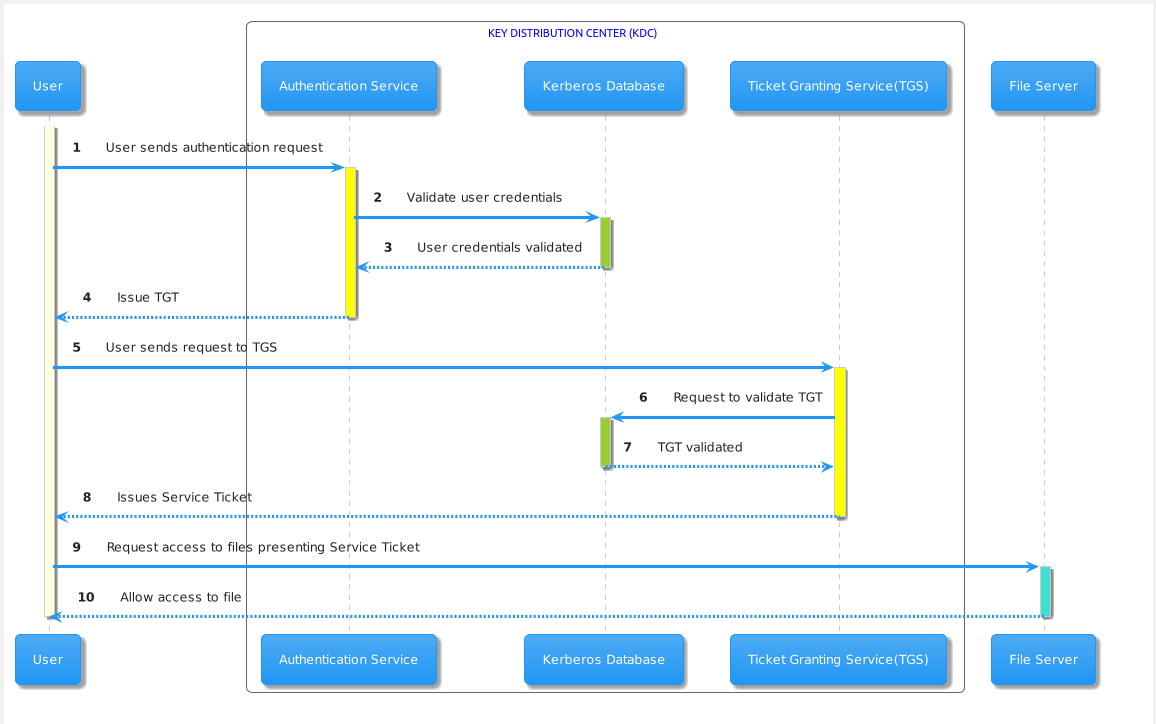 KEY DISTRIBUTION CENTER (KDC)
User
Authentication Service
Kerberos Database
Ticket Granting Service(TGS)
File Server
1 User sends authentication request
2 Validate user credentials
3 User credentials validated
4 Issue TGT
5 User sends request to TGS
6 Request to validate TGT
7 TGT validated
8 Issues Service Ticket
9 Request access to files presenting Service Ticket
10 Allow access to file
User
Authentication Service
Kerberos Database
Ticket Granting Service(TGS)
File Server